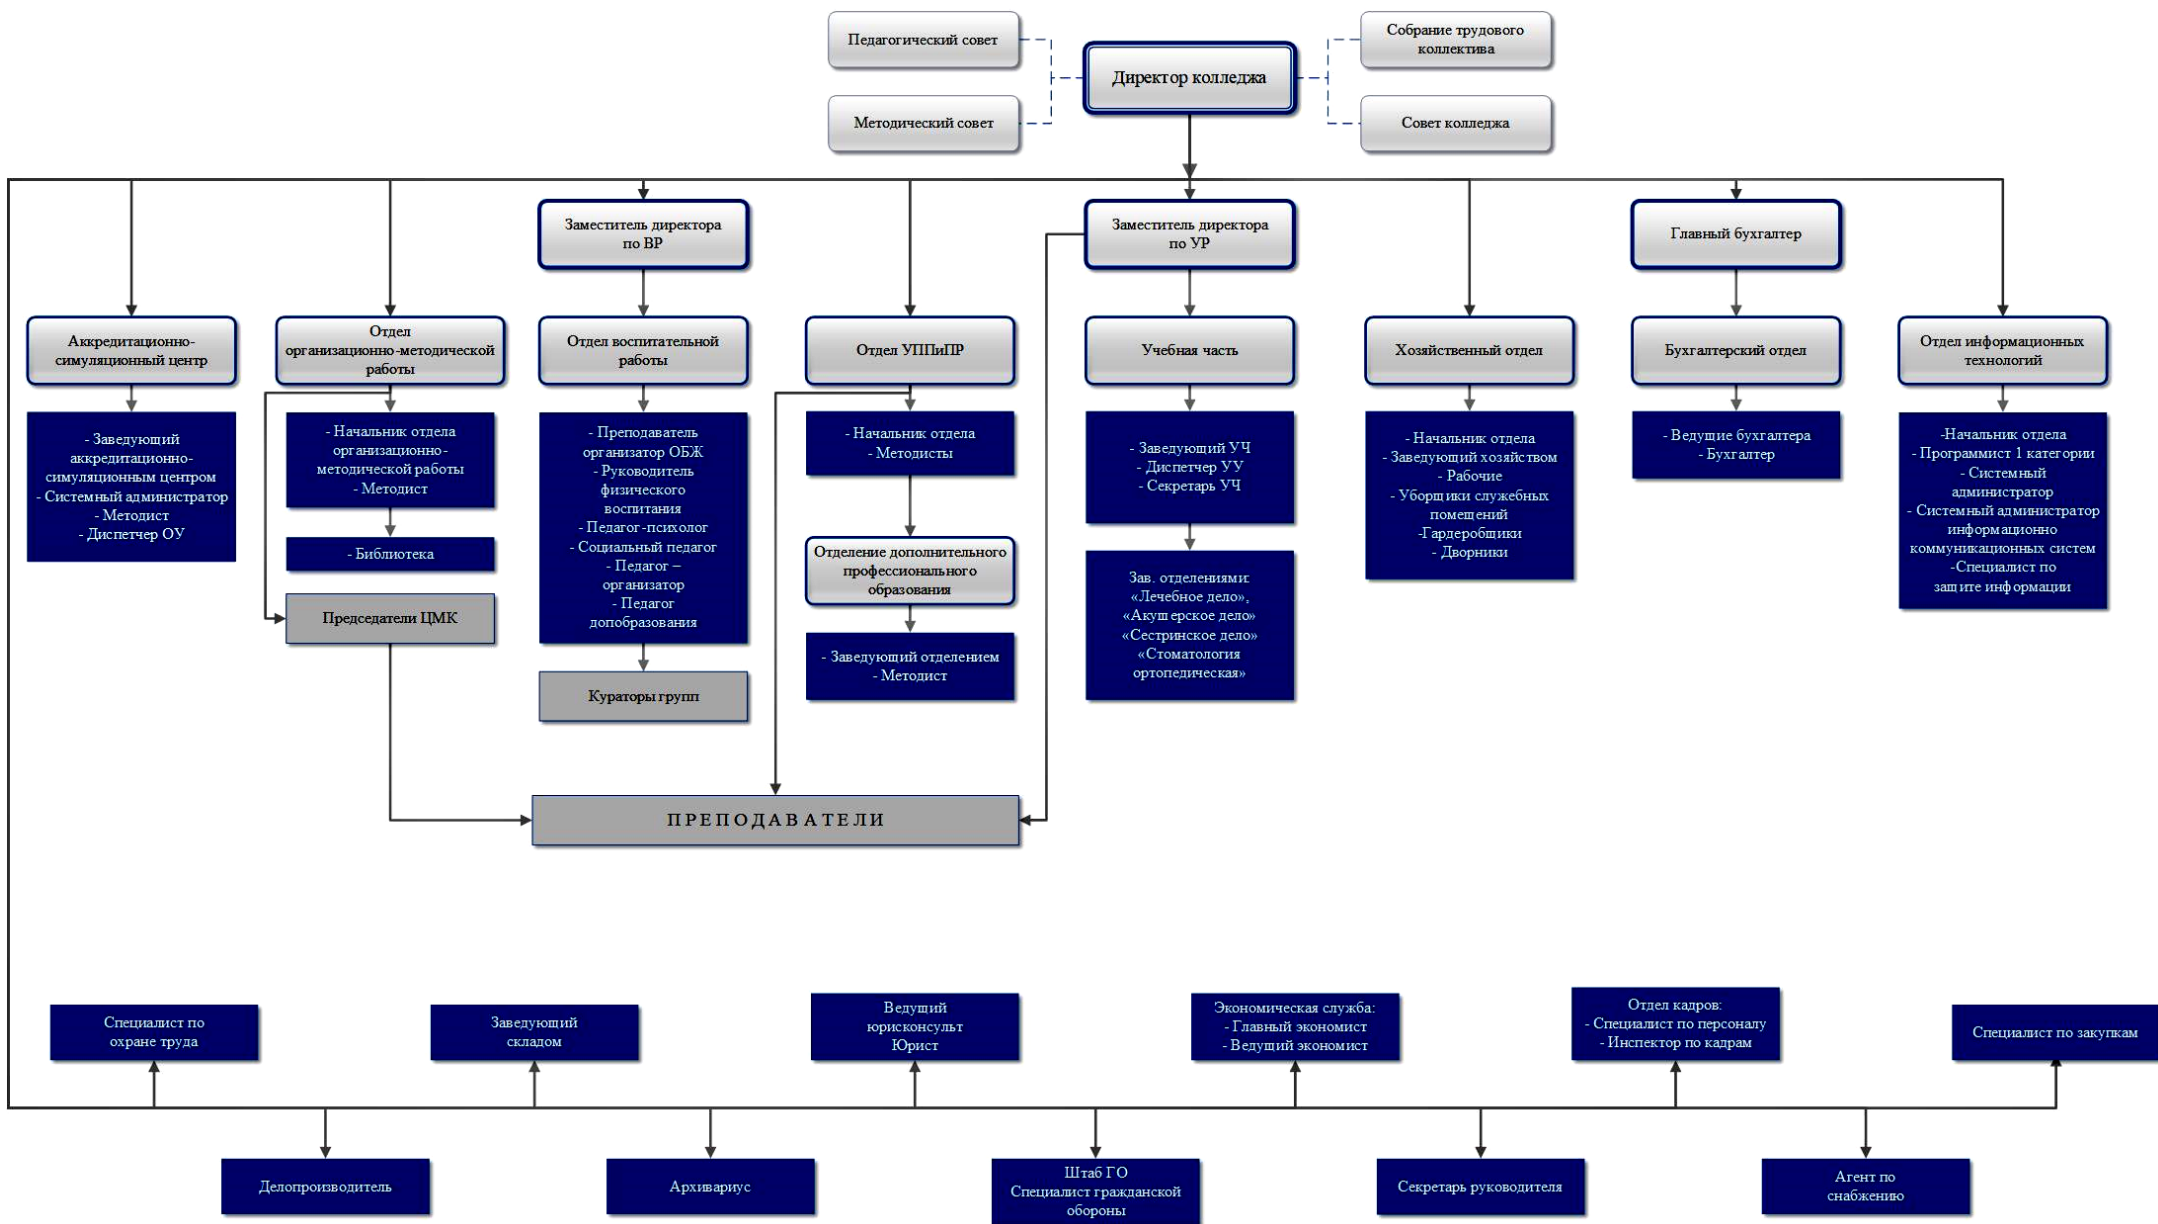 Педагогический совет
Собрание трудового
коллектива
Директор колледжа
Методический совет
Совет колледжа
Заместитель директора
по ВР
Заместитель директора
по УР
Главный бухгалтер
Аккредитационно-
симуляционный центр
Отдел
организационно-методической
работы
Отдел воспитательной
работы
Отдел УППиПР
Учебная часть
Хозяйственный отдел
Бухгалтерский отдел
Отдел информационных
технологий
- Заведующий
аккредитационно-
симуляционным центром
- Системный администратор
- Методист
- Диспетчер ОУ
- Начальник отдела
организационно-
методической работы
- Методист
- Библиотека
Председатели ЦМК
- Преподаватель
организатор ОБЖ
- Руководитель
физического
воспитания
- Педагог-психолог
- Социальный педагог
- Педагог –
организатор
- Педагог
допобразования
Кураторы групп
- Начальник отдела
- Методисты
Отделение дополнительного
профессионального
образования
- Заведующий отделением
- Методист
- Заведующий УЧ
- Диспетчер УУ
- Секретарь УЧ
Зав. отделениями:
«Лечебное дело»,
«Акушерское дело»
«Сестринское дело»
«Стоматология
ортопедическая»
- Начальник отдела
- Заведующий хозяйством
- Рабочие
- Уборщики служебных
помещений
-Гардеробщики
- Дворники
- Ведущие бухгалтера
- Бухгалтер
-Начальник отдела
- Программист 1 категории
- Системный
администратор
- Системный администратор
информационно
коммуникационных систем
-Специалист по
защите информации
ПРЕПОДАВАТЕЛИ
Специалист по
охране труда
Заведующий
складом
Ведущий
юрисконсульт
Юрист
Экономическая служба:
- Главный экономист
- Ведущий экономист
Отдел кадров:
- Специалист по персоналу
- Инспектор по кадрам
Специалист по закупкам
Делопроизводитель
Архивариус
Штаб ГО
Специалист гражданской
обороны
Секретарь руководителя
Агент по
снабжению